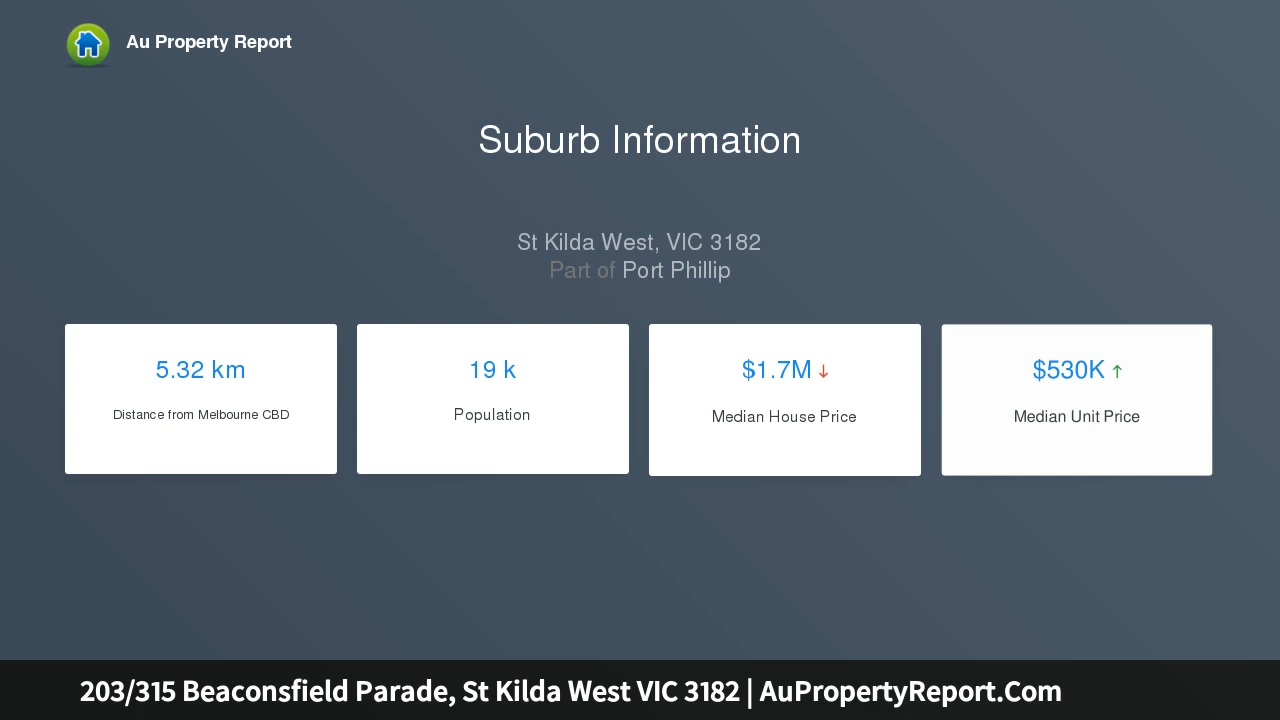 Au Property Report
Suburb Information
St Kilda West, VIC 3182
Part of Port Phillip
5.32 km
Distance from Melbourne CBD
19 k
Population
$1.7M ↓
Median House Price
$530K ↑
Median Unit Price
203/315 Beaconsfield Parade, St Kilda West VIC 3182 | AuPropertyReport.Com